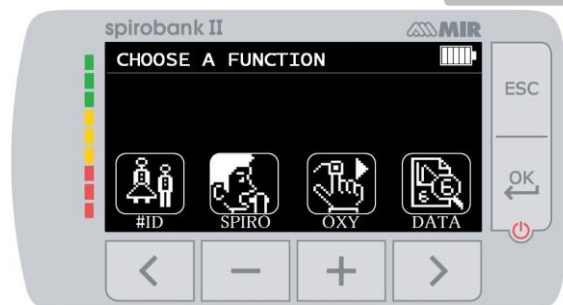 spirobank II MIR
CHOOSE A FUNCTION
ESC
OK
#ID SPIRO OXY DATA
< − + >